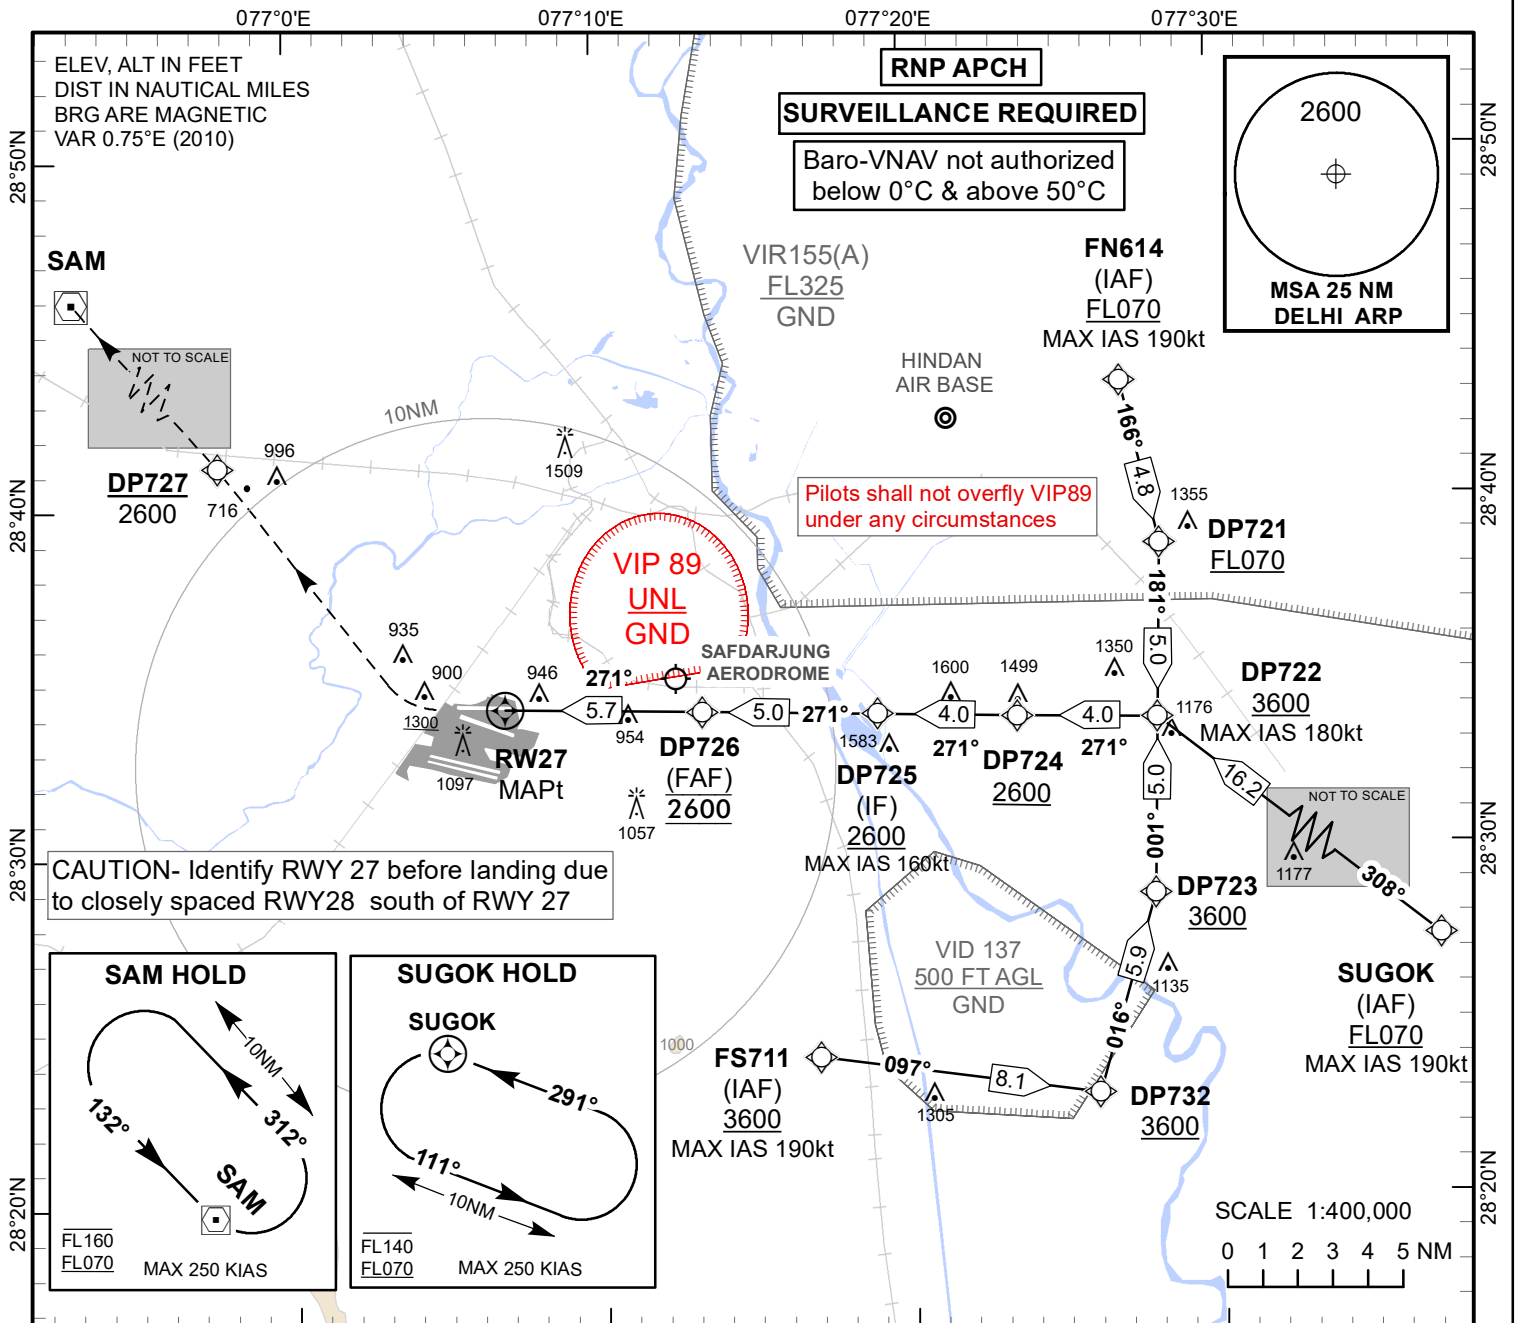 077°0'E
077°10'E
077°20'E
077°30'E
ELEV, ALT IN FEET
DIST IN NAUTICAL MILES
BRG ARE MAGNETIC
VAR 0.75°E (2010)
RNP APCH
SURVEILLANCE REQUIRED
Baro-VNAV not authorized
below 0°C & above 50°C
2600
MSA 25 NM
DELHI ARP
28°50'N
28°50'N
SAM
NOT TO SCALE
VIR155(A)
FL325
GND
FN614
(IAF)
FL070
MAX IAS 190kt
HINDAN
AIR BASE
10NM
1509
996
DP727
2600
716
166°
4.8
1355
DP721
FL070
28°40'N
28°40'N
Pilots shall not overfly VIP89
under any circumstances
VIP 89
UNL
GND
181°
5.0
935
900
946
1300
SAFDARJUNG
AERODROME
271°
5.7
954
5.0
271°
1583
1600
4.0
271°
1499
4.0
271°
1350
1176
DP722
3600
MAX IAS 180kt
RW27
MAPt
1097
1057
DP726
(FAF)
2600
DP725
(IF)
2600
MAX IAS 160kt
DP724
2600
5.0
001°
16.2
NOT TO SCALE
1177
308°
28°30'N
28°30'N
CAUTION- Identify RWY 27 before landing due
to closely spaced RWY28 south of RWY 27
DP723
3600
5.9
1135
016°
VID 137
500 FT AGL
GND
SUGOK
(IAF)
FL070
MAX IAS 190kt
1000
FS711
(IAF)
3600
MAX IAS 190kt
097°
8.1
1305
DP732
3600
SAM HOLD
10NM
132°
312°
SAM
FL160
FL070
MAX 250 KIAS
SUGOK HOLD
SUGOK
291°
111°
10NM
FL140
FL070
MAX 250 KIAS
28°20'N
28°20'N
SCALE 1:400,000
0 1 2 3 4 5 NM